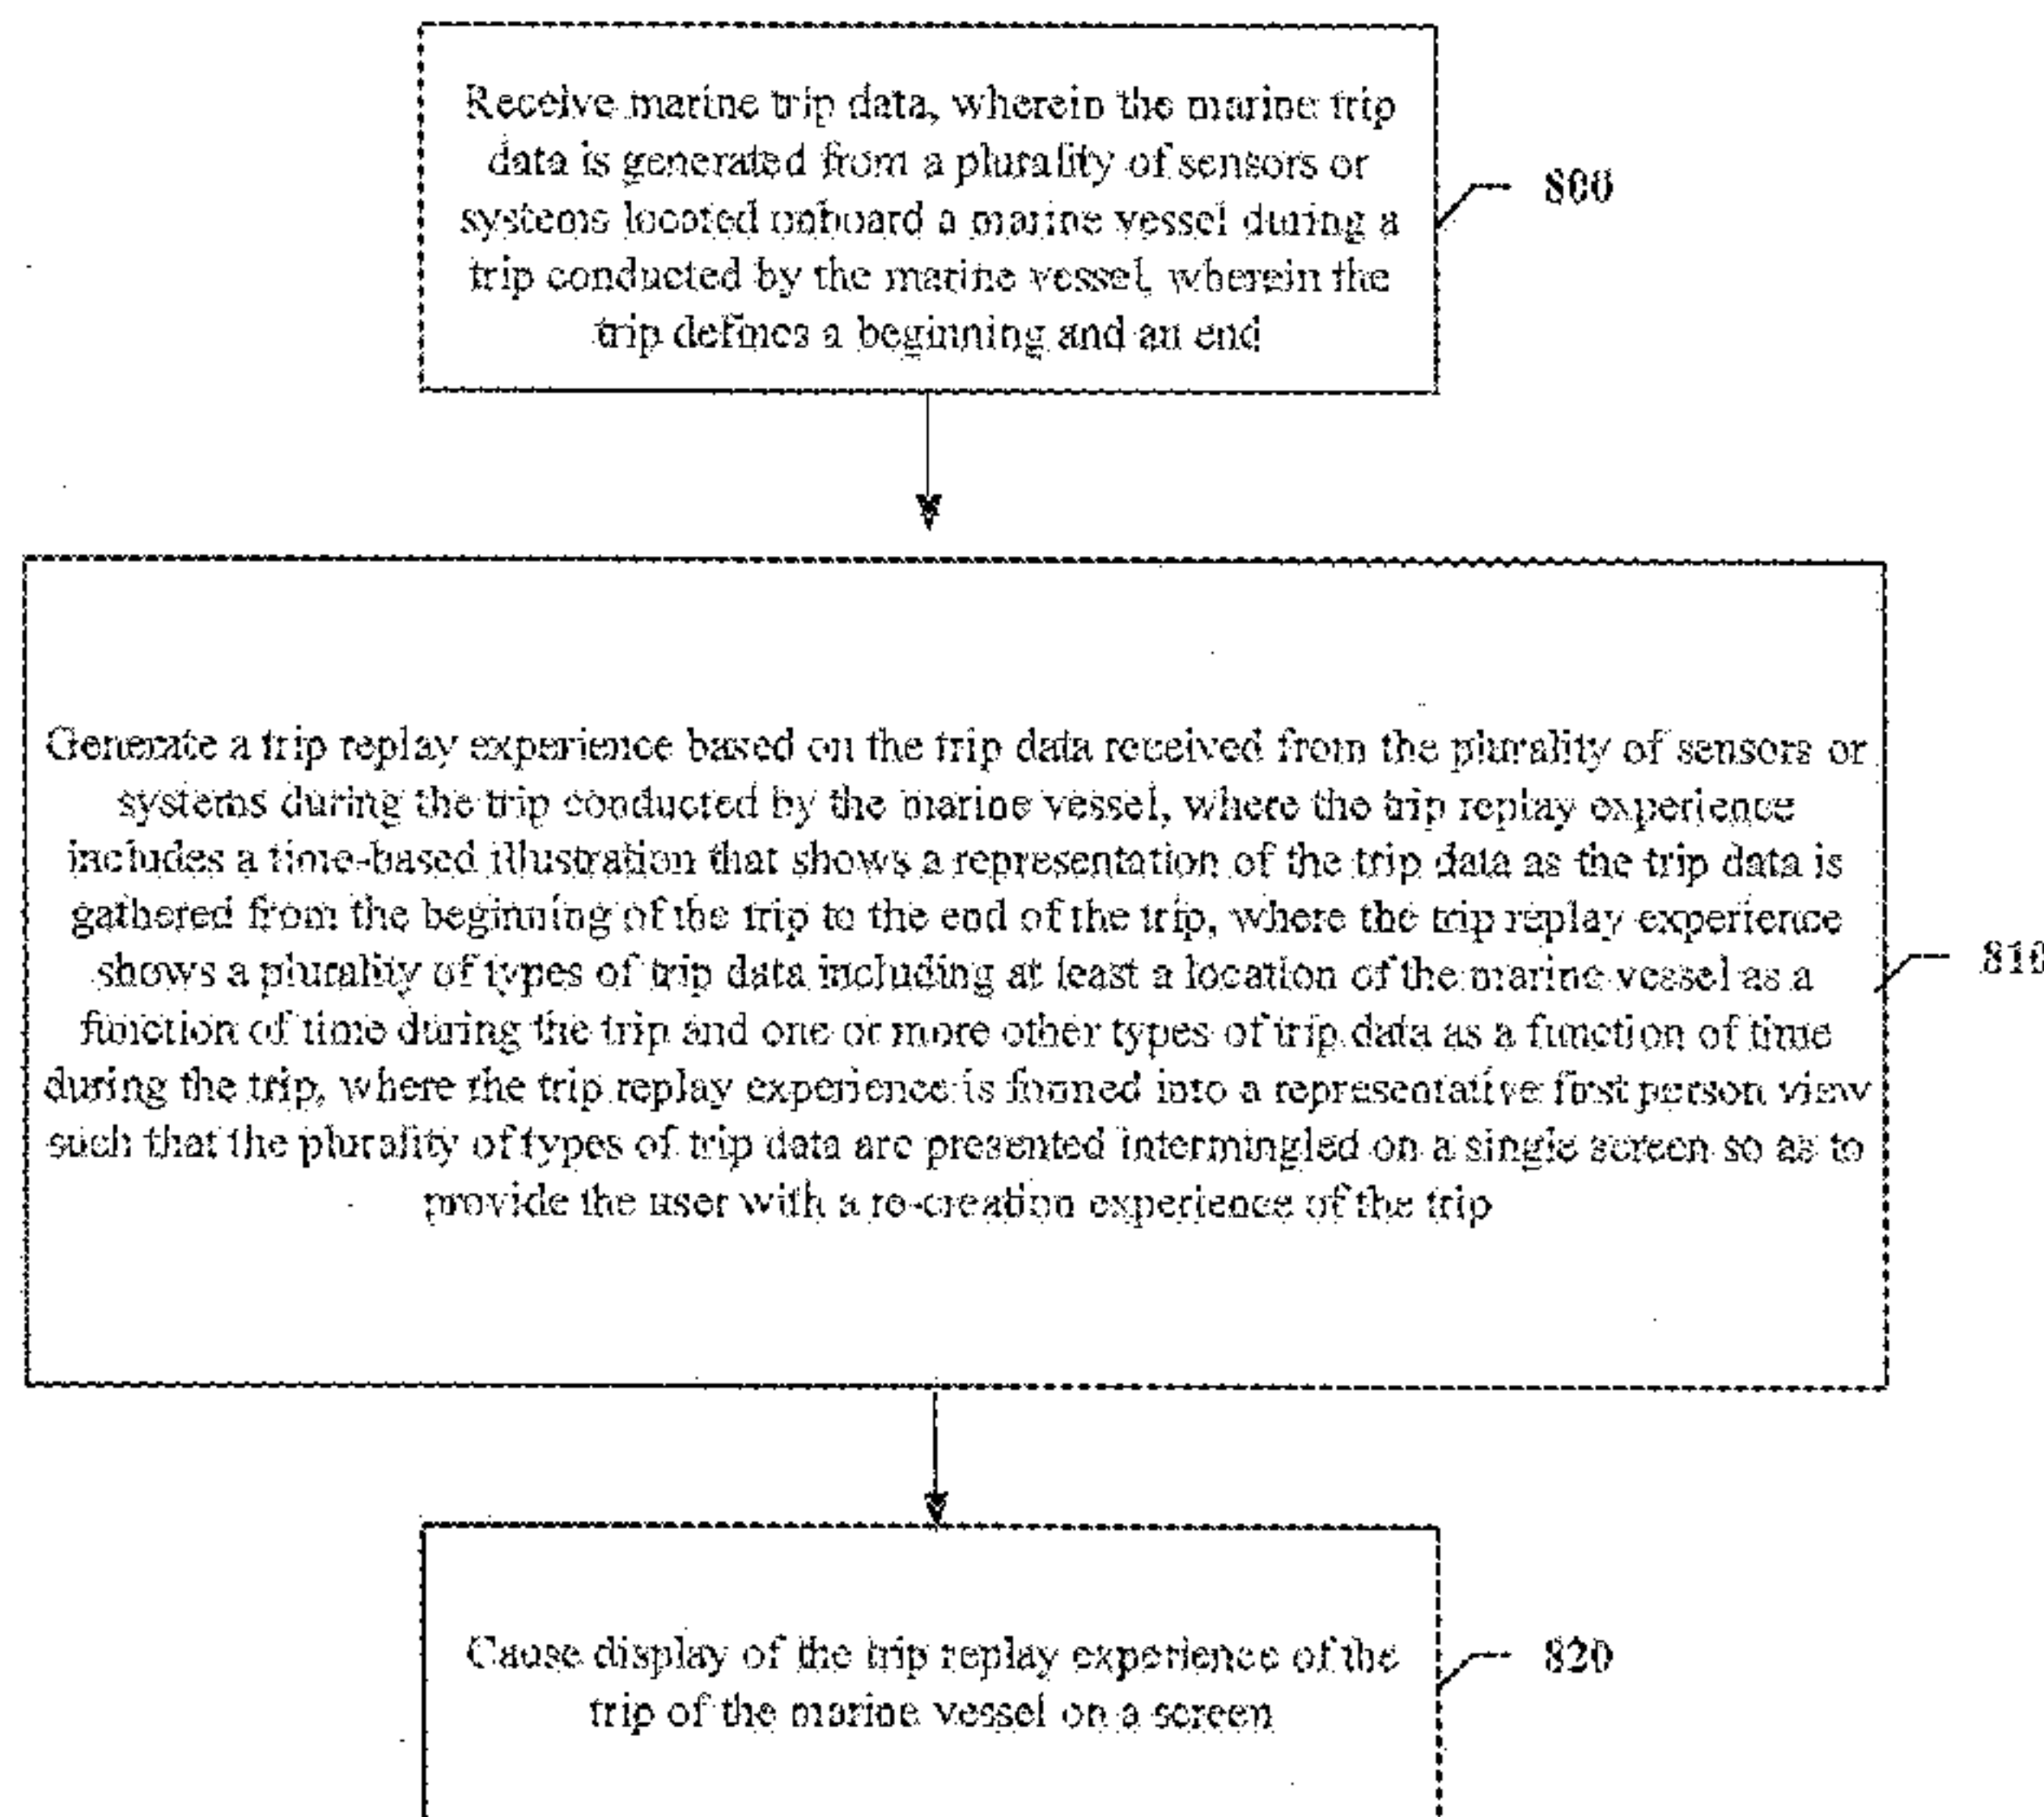 Receive marine trip data, wherein the marine trip
data is generated from a plurality of sensors or
systems located onboard a marine vessel during a
trip conducted by the marine vessel, wherein the
trip defines a beginning and an end
800
Generate a trip replay experience based on the trip data received from the plurality of sensors or
systems during the trip conducted by the marine vessel, where the trip replay experience
includes a time-based illustration that shows a representation of the trip data as the trip data is
gathered from the beginning of the trip to the end of the trip, where the trip replay experience
shows a plurality of types of trip data including at least a location of the marine vessel as a
function of time during the trip and one or more other types of trip data as a function of time
during the trip, where the trip replay experience is formed into a representative first person view
such that the plurality of types of trip data are presented intermingled on a single screen so as to
provide the user with a re-creation experience of the trip
810
Cause display of the trip replay experience of the
trip of the marine vessel on a screen
820